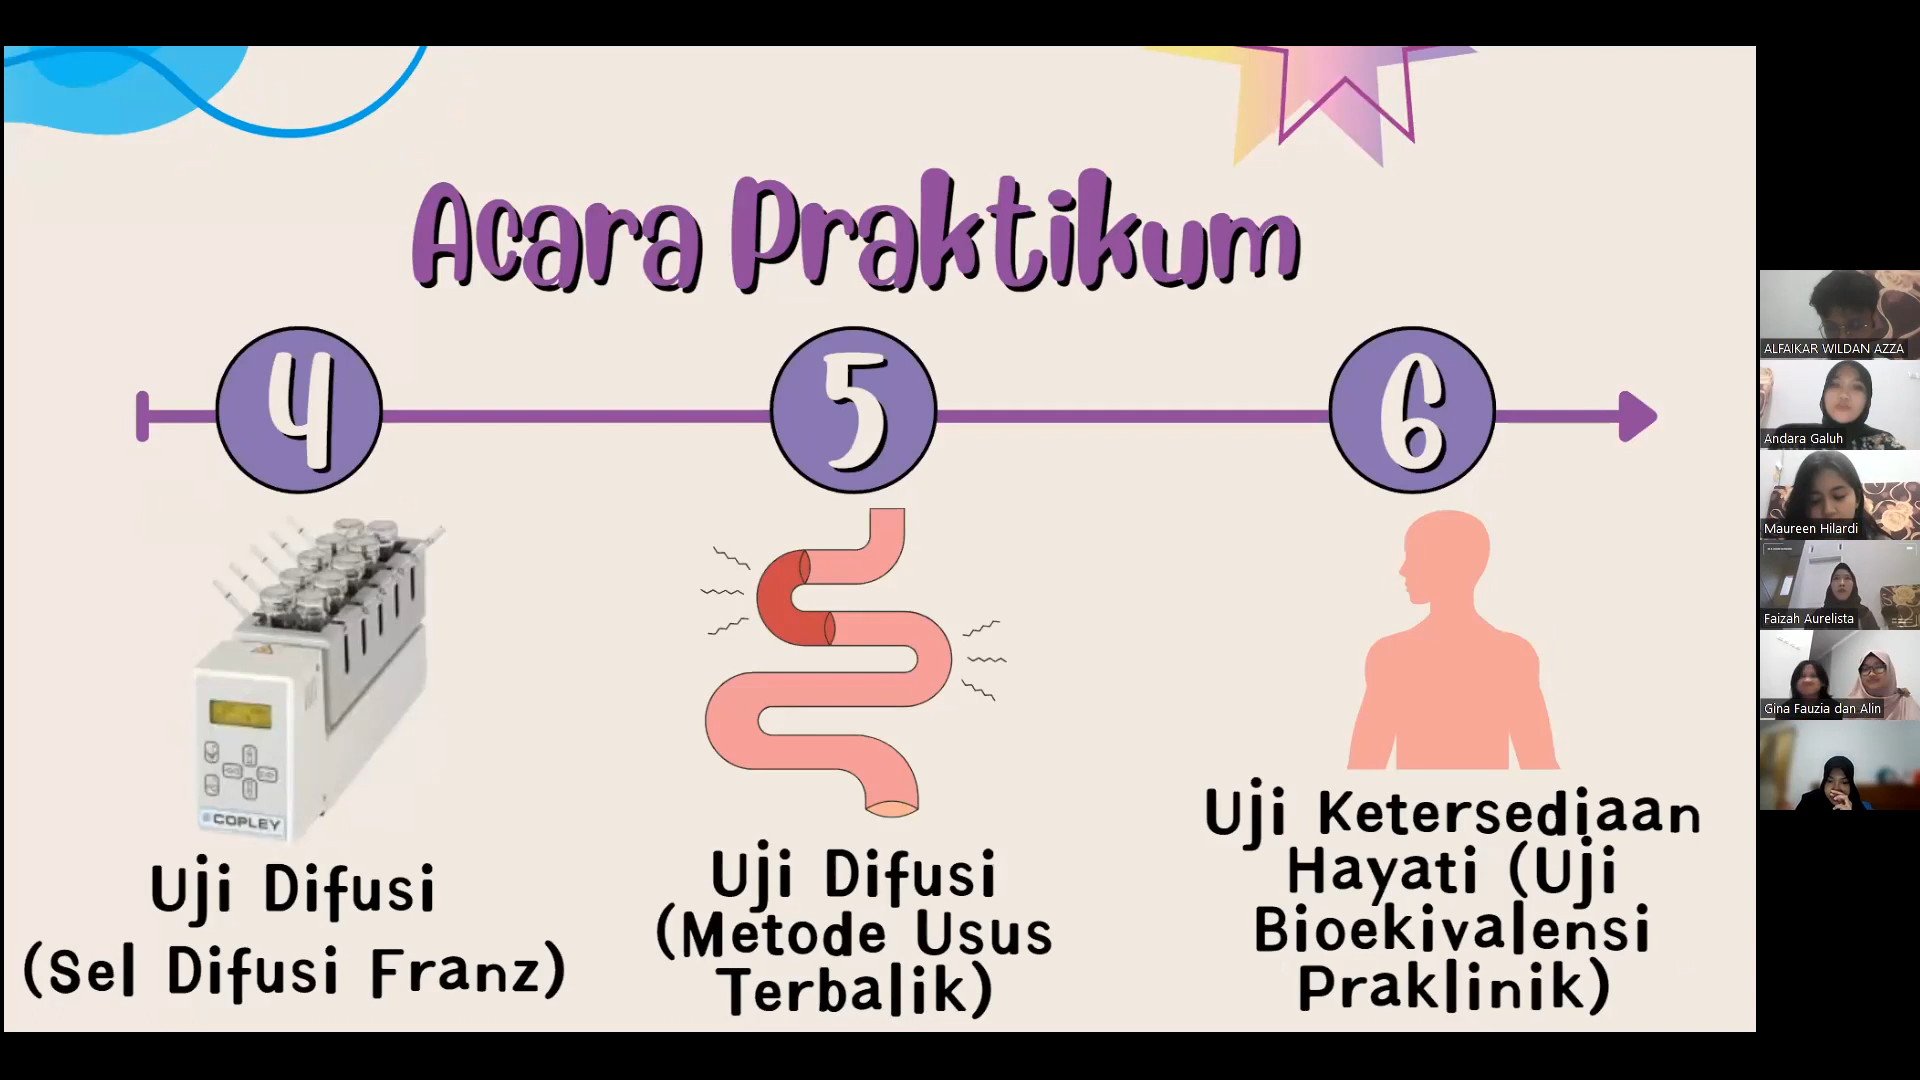 Acara Praktikum
4
5
6
COPLEY
Uji Difusi
(Sel Difusi Franz)
Uji Difusi
(Metode Usus
Terbalik)
Uji Ketersediaan
Hayati (Uji
Bioekivalensi
Praklinik)
ALFAIKAR WILDAN AZZA
Andara Galuh
Maureen Hilardi
Faizah Aurelista
Gina Fauzia dan Alin